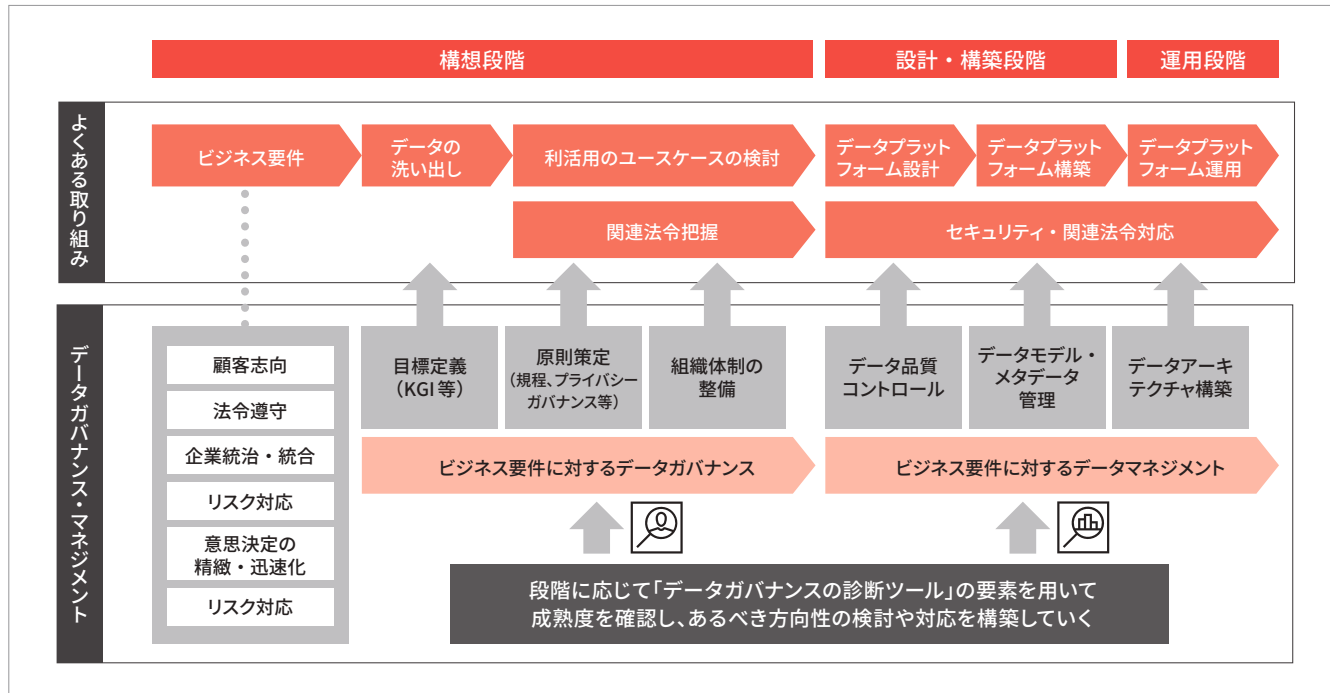 構想段階
設計・構築段階
運用段階
よくある取り組み
ビジネス要件
データの
洗い出し
利活用のユースケースの検討
データプラット
フォーム設計
データプラット
フォーム構築
データプラット
フォーム運用
関連法令把握
セキュリティ・関連法令対応
データガバナンス・マネジメント
顧客志向
法令遵守
企業統治・統合
リスク対応
意思決定の
精緻・迅速化
リスク対応
目標定義
（KGI等）
原則策定
（規程、プライバシー
ガバナンス等）
組織体制の
整備
データ品質
コントロール
データモデル・
メタデータ
管理
データアーキ
テクチャ構築
ビジネス要件に対するデータガバナンス
ビジネス要件に対するデータマネジメント
段階に応じて「データガバナンスの診断ツール」の要素を用いて
成熟度を確認し、あるべき方向性の検討や対応を構築していく